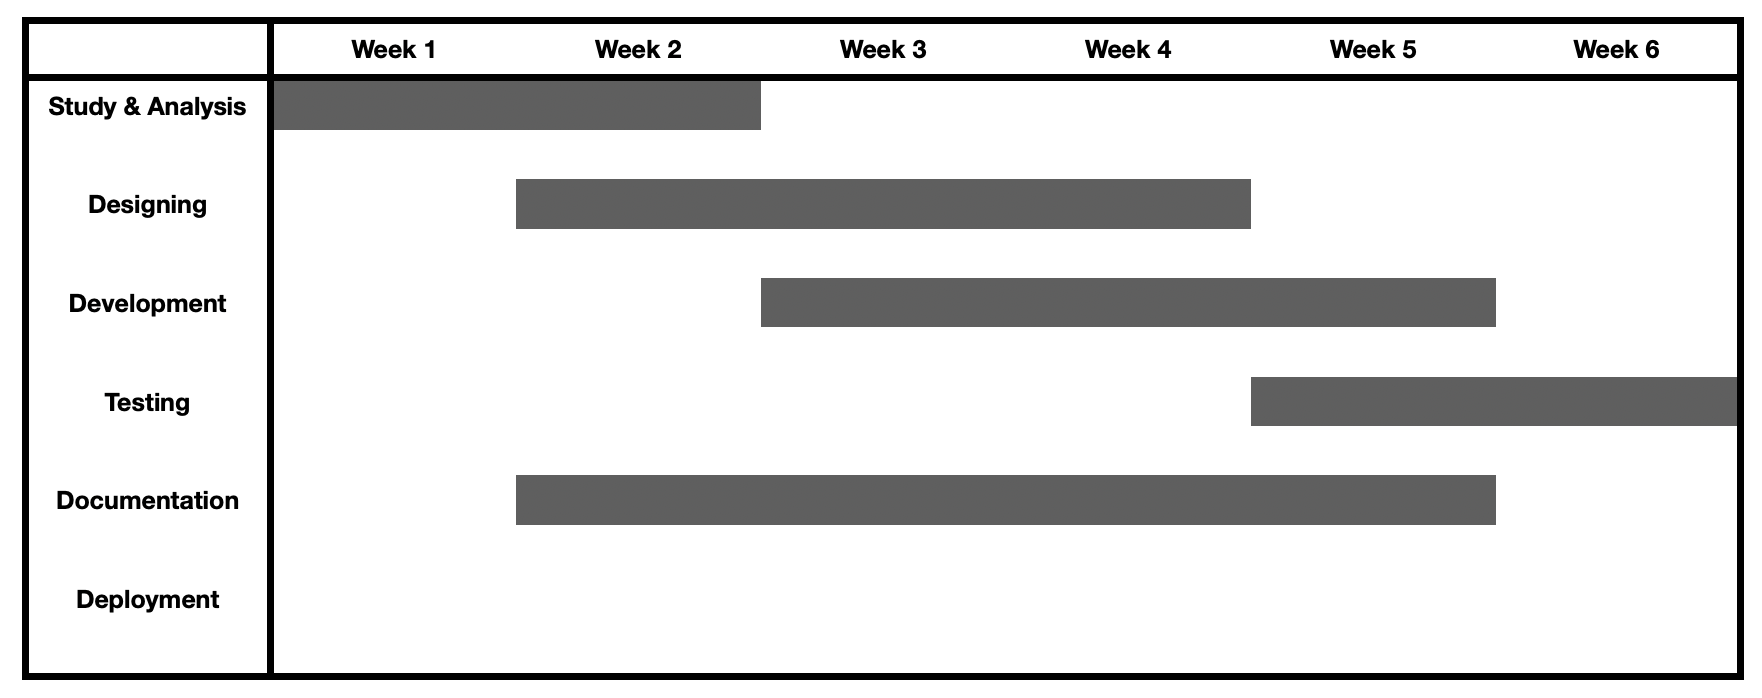 Week 1 Week 2 Week 3 Week 4 Week 5 Week 6
Study & Analysis
Designing
Development
Testing
Documentation
Deployment